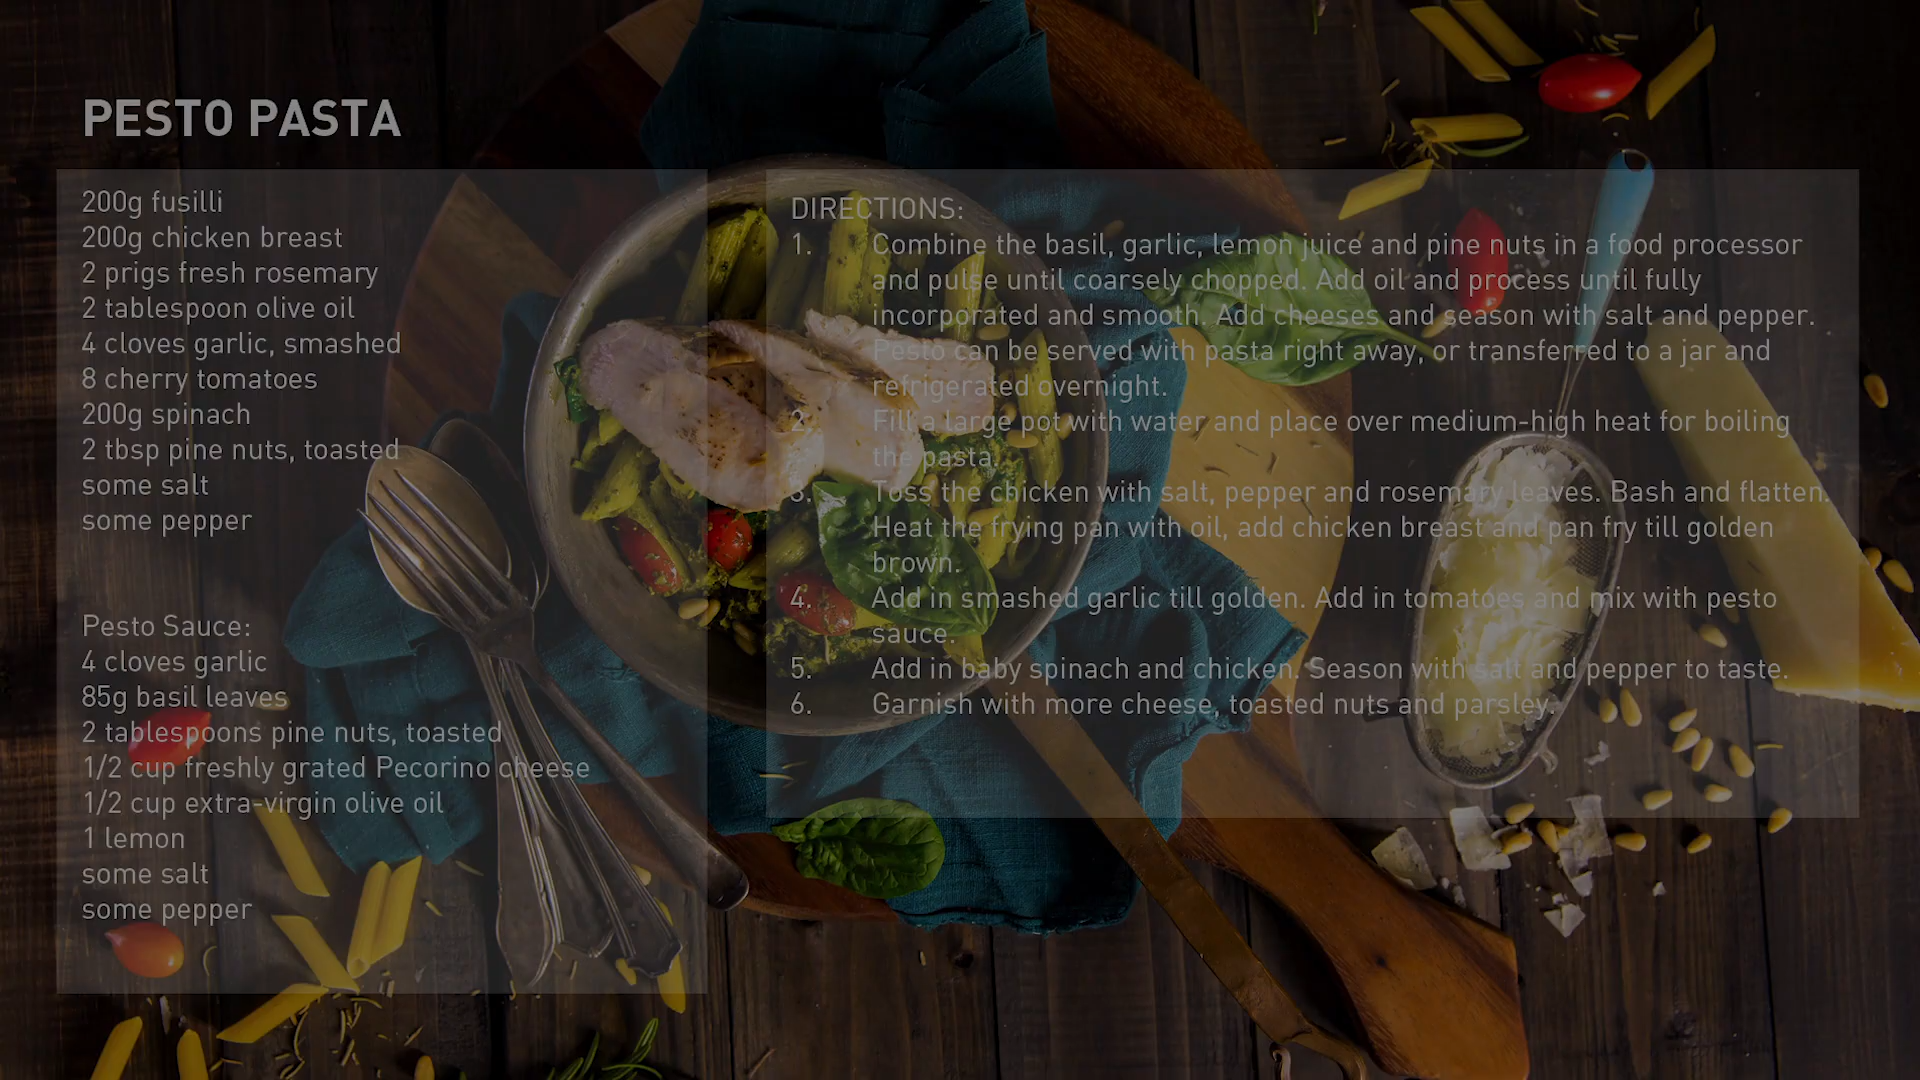 PESTO PASTA
200g fusilli
200g chicken breast
2 prigs fresh rosemary
2 tablespoon olive oil
4 cloves garlic, smashed
8 cherry tomatoes
200g spinach
2 tbsp pine nuts, toasted
some salt
some pepper
Pesto Sauce:
4 cloves garlic
85g basil leaves
2 tablespoons pine nuts, toasted
1/2 cup freshly grated Pecorino cheese
1/2 cup extra-virgin olive oil
1 lemon
some salt
some pepper
DIRECTIONS:
1. Combine the basil, garlic, lemon juice and pine nuts in a food processor
and pulse until coarsely chopped. Add oil and process until fully
incorporated and smooth. Add cheeses and season with salt and pepper.
Pesto can be served with pasta right away, or transferred to a jar and
refrigerated overnight.
2. Fill a large pot with water and place over medium-high heat for boiling
the pasta.
3. Toss the chicken with salt, pepper and rosemary leaves. Bash and flatten.
Heat the frying pan with oil, add chicken breast and pan fry till golden
brown.
4. Add in smashed garlic till golden. Add in tomatoes and mix with pesto
sauce.
5. Add in baby spinach and chicken. Season with salt and pepper to taste.
6. Garnish with more cheese, toasted nuts and parsley.